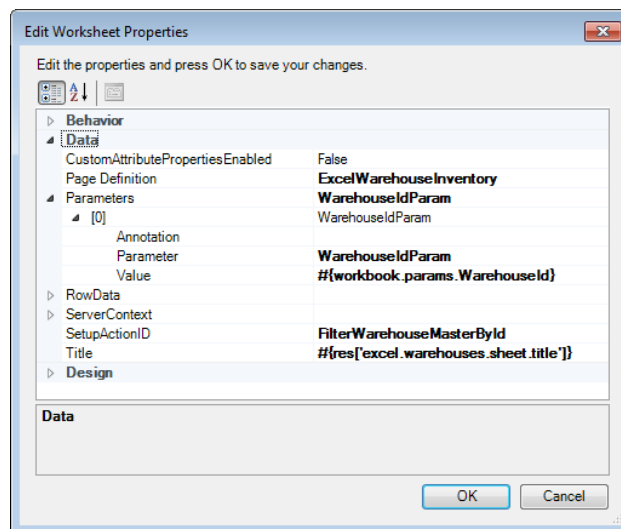 Edit Worksheet Properties
Edit the properties and press OK to save your changes.
Behavior
Data
CustomAttributePropertiesEnabled False
Page Definition ExcelWarehouseInventory
Parameters WarehouseIdParam
[0] WarehouseIdParam
Annotation
Parameter WarehouseIdParam
Value #{workbook.params.WarehouseId}
RowData
ServerContext
SetupActionID FilterWarehouseMasterById
Title #{res['excel.warehouses.sheet.title']}
Design
Data
OK Cancel